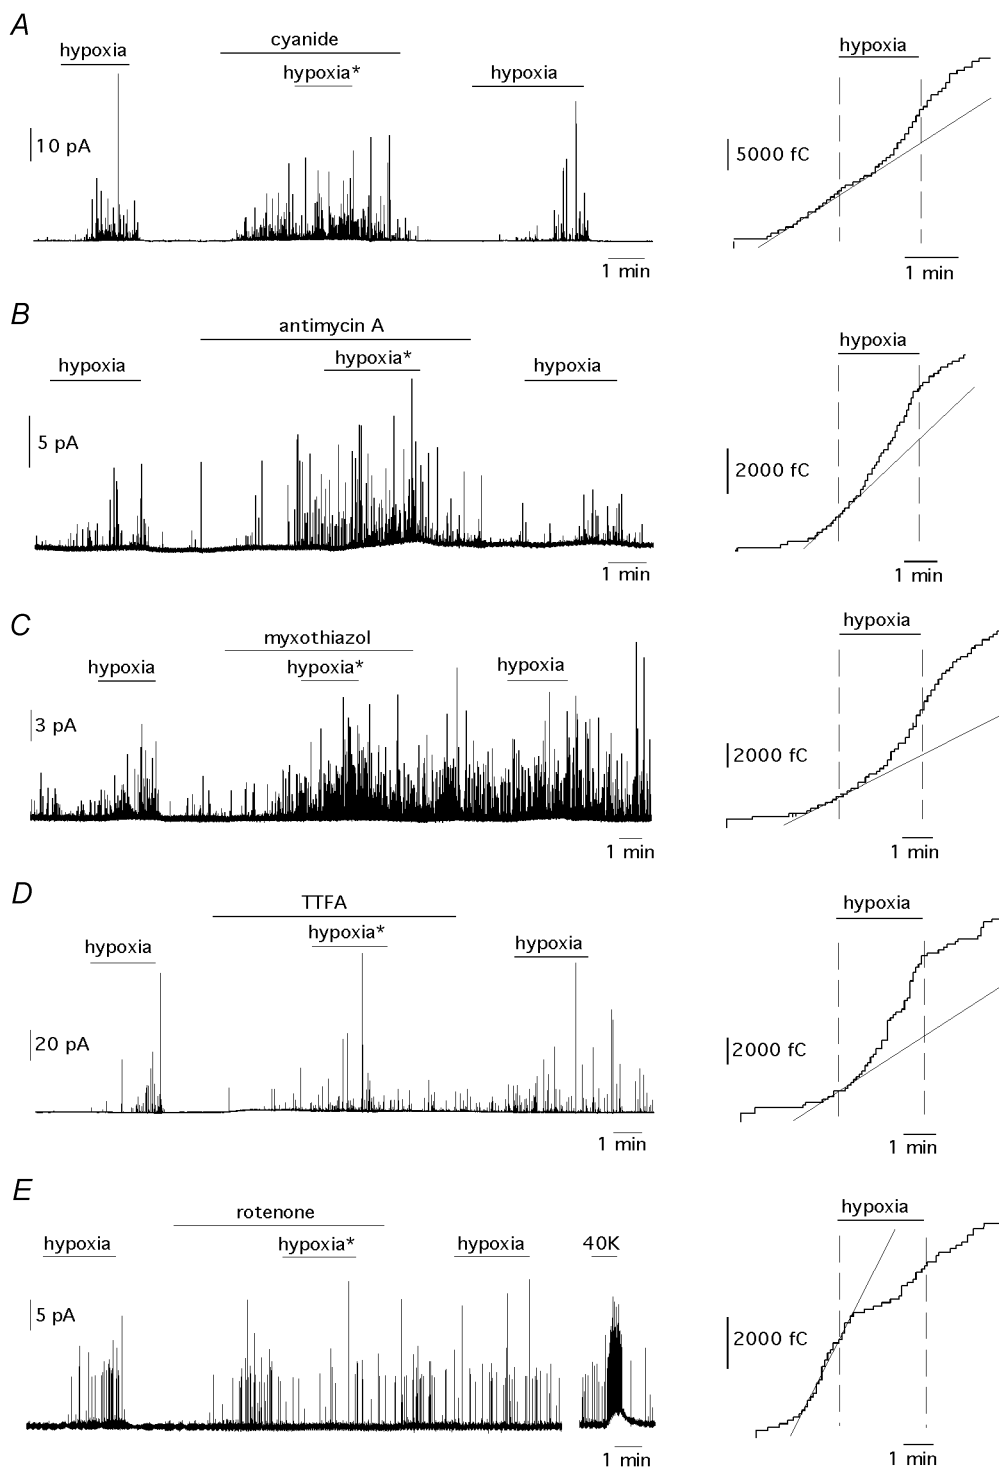 A
hypoxia
cyanide
hypoxia*
hypoxia
10 pA
1 min
hypoxia
5000 fC
1 min
B
antimycin A
hypoxia
hypoxia*
hypoxia
5 pA
1 min
hypoxia
2000 fC
1 min
C
myxothiazol
hypoxia
hypoxia*
hypoxia
3 pA
1 min
hypoxia
2000 fC
1 min
D
TTFA
hypoxia
hypoxia*
hypoxia
20 pA
1 min
hypoxia
2000 fC
1 min
E
rotenone
hypoxia
hypoxia*
hypoxia
40K
5 pA
1 min
hypoxia
2000 fC
1 min